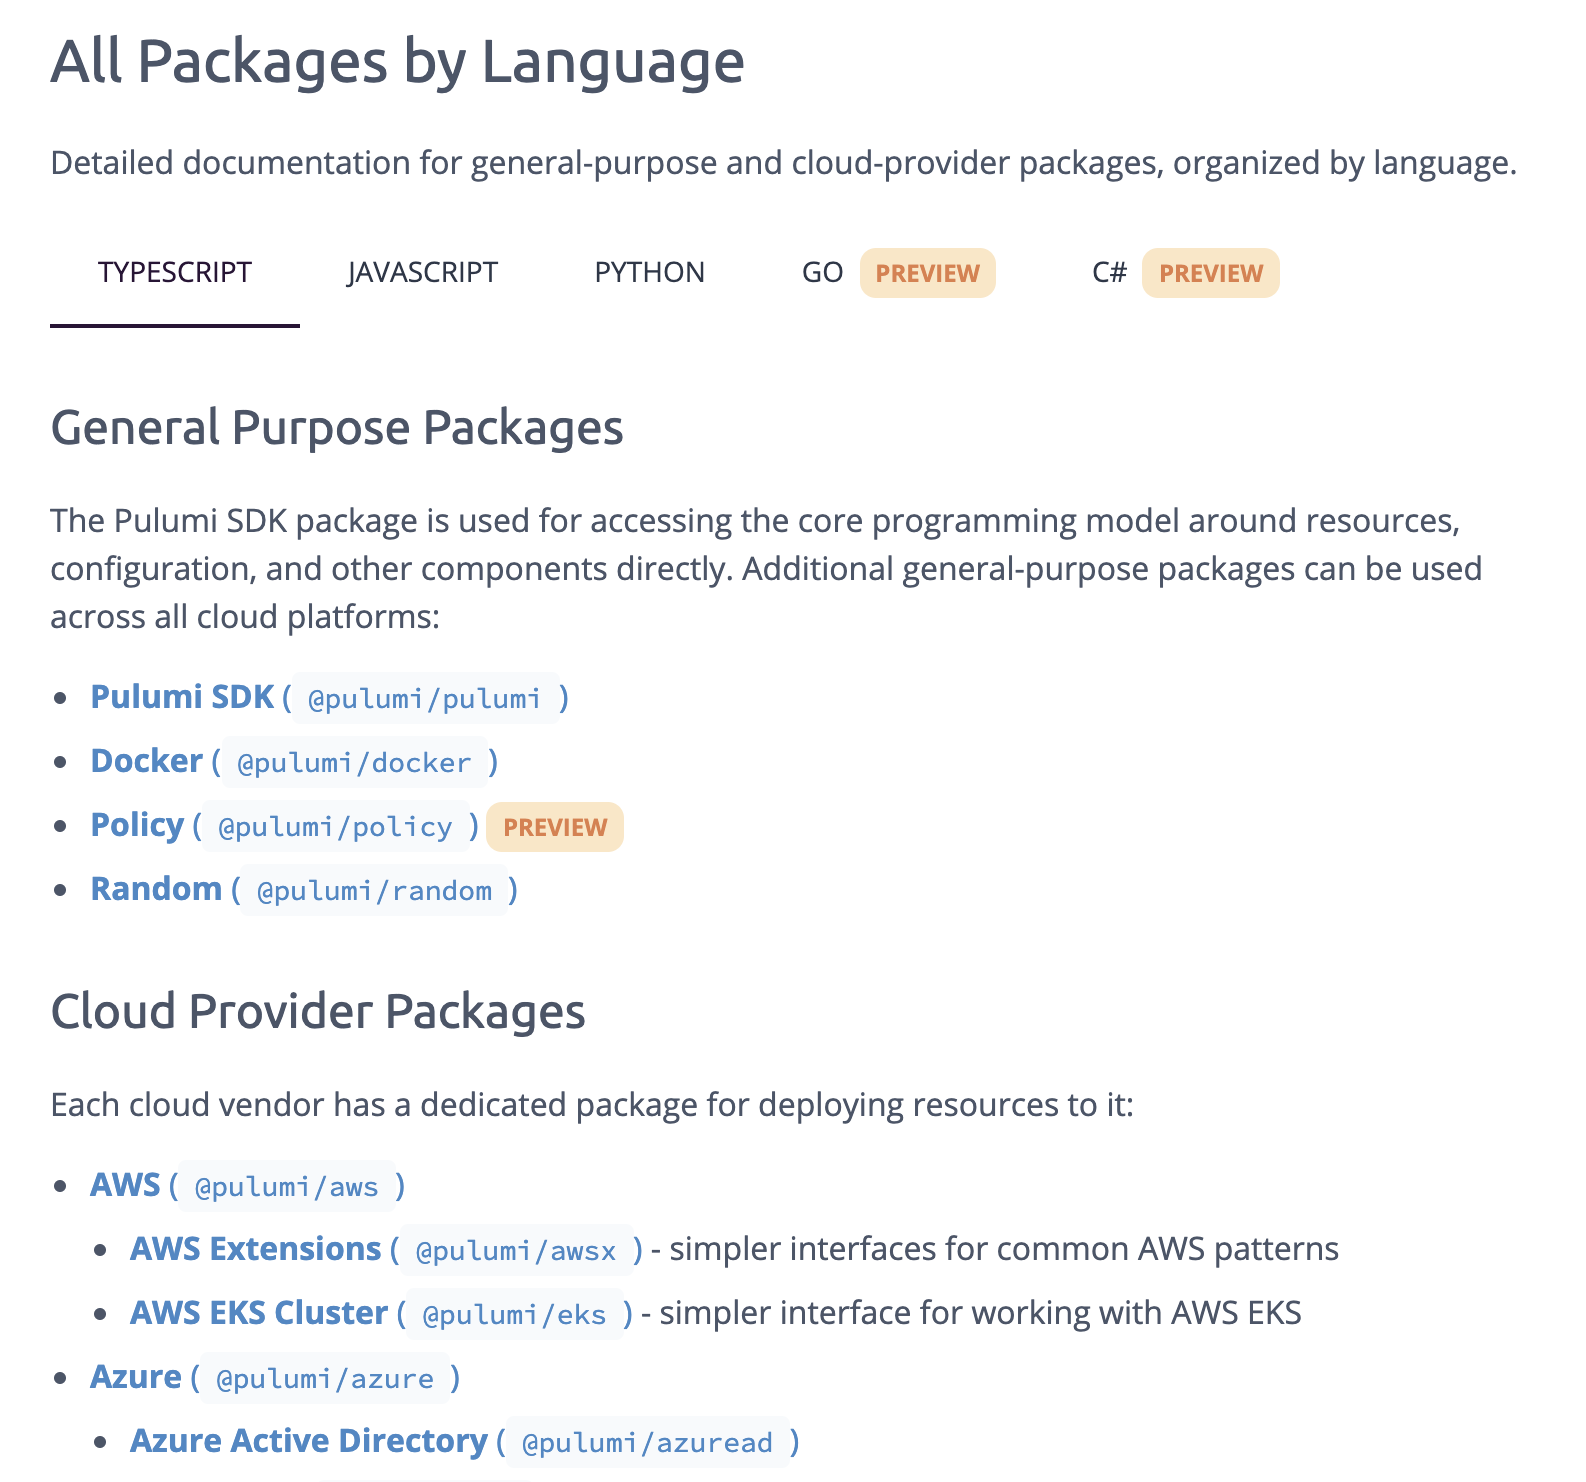 All Packages by Language
Detailed documentation for general-purpose and cloud-provider packages, organized by language.
TYPESCRIPT JAVASCRIPT PYTHON GO PREVIEW C# PREVIEW
General Purpose Packages
The Pulumi SDK package is used for accessing the core programming model around resources,
configuration, and other components directly. Additional general-purpose packages can be used
across all cloud platforms:
• Pulumi SDK ( @pulumi/pulumi )
• Docker ( @pulumi/docker )
• Policy ( @pulumi/policy ) PREVIEW
• Random ( @pulumi/random )
Cloud Provider Packages
Each cloud vendor has a dedicated package for deploying resources to it:
• AWS ( @pulumi/aws )
• AWS Extensions ( @pulumi/awsx ) - simpler interfaces for common AWS patterns
• AWS EKS Cluster ( @pulumi/eks ) - simpler interface for working with AWS EKS
• Azure ( @pulumi/azure )
• Azure Active Directory ( @pulumi/azuread )